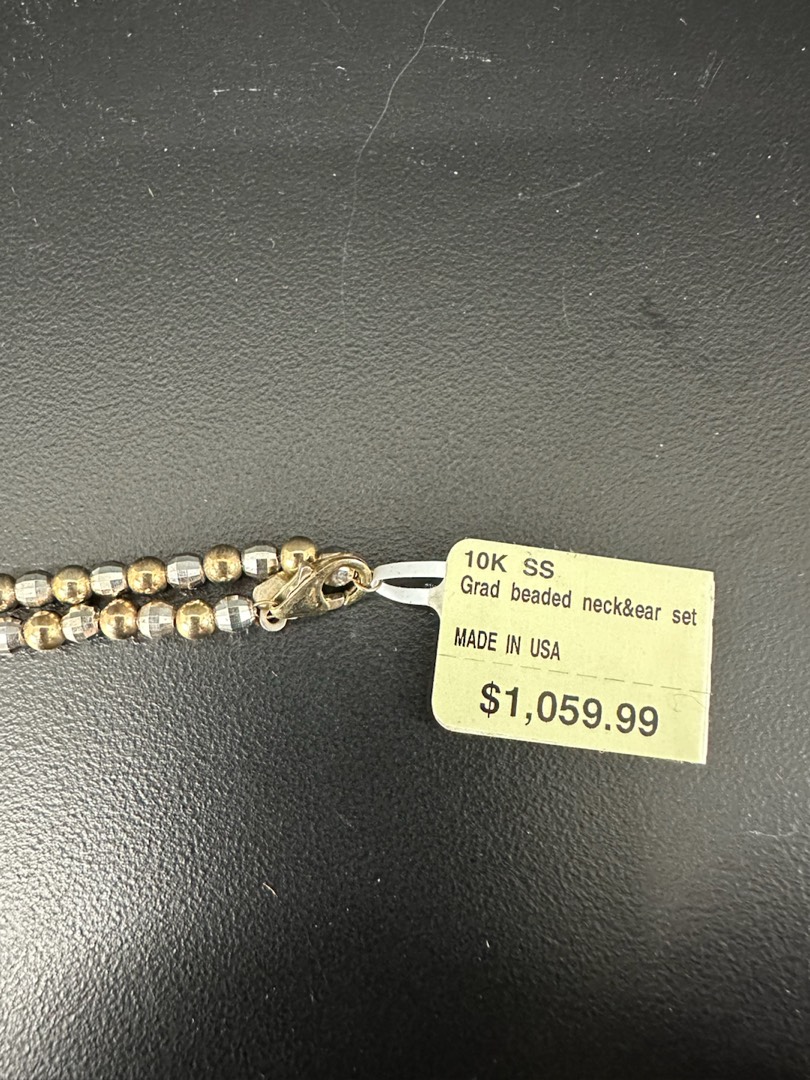 10K SS
Grad beaded neck&ear set
MADE IN USA
$1,059.99